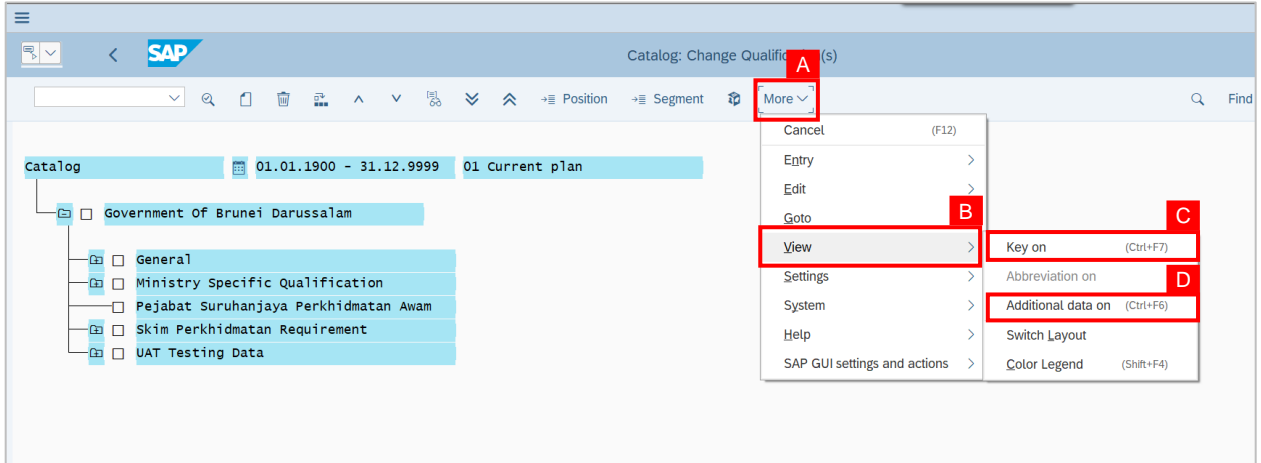 SAP
Catalog: Change Qualific (s)
A
Position
Segment
More
Find
Cancel (F12)
Catalog 01.01.1900 - 31.12.9999 01 Current plan
Entry
Edit
Government Of Brunei Darussalam
Goto
B
C
View
Key on (Ctrl+F7)
General
Settings
Abbreviation on
D
Ministry Specific Qualification
System
Additional data on (Ctrl+F6)
Pejabat Suruhanjaya Perkhidmatan Awam
Skim Perkhidmatan Requirement
Help
Switch Layout
UAT Testing Data
SAP GUI settings and actions
Color Legend (Shift+F4)